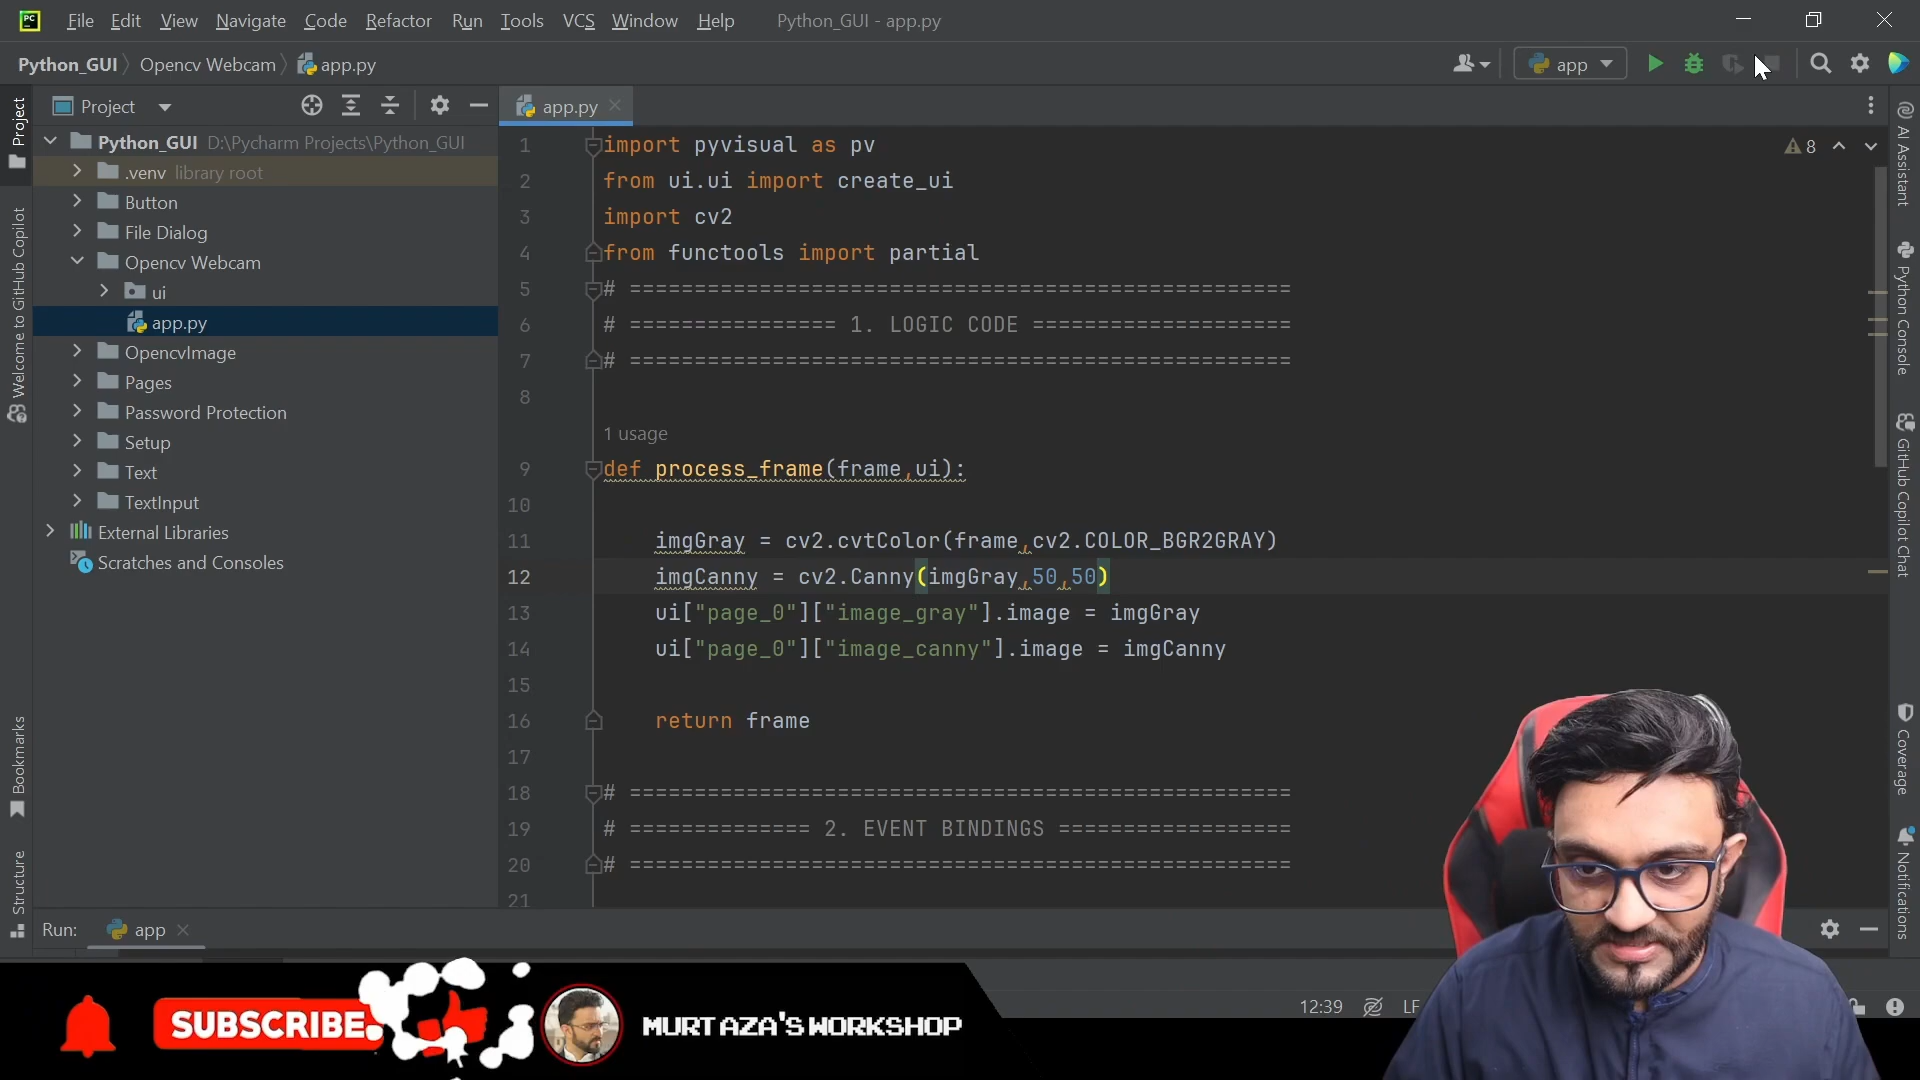 PC File Edit View Navigate Code Refactor Run Tools VCS Window Help Python_GUI - app.py
Python_GUI Opencv Webcam app.py
app
Project
app.py
Python_GUI D:\Pycharm Projects\Python_GUI
.venv library root
Button
File Dialog
Opencv Webcam
ui
app.py
OpencvImage
Pages
Password Protection
Setup
Text
TextInput
External Libraries
Scratches and Consoles
Project
Welcome to GitHub Copilot
Bookmarks
Structure
8
1 import pyvisual as pv
2 from ui.ui import create_ui
3 import cv2
4 from functools import partial
5 # ===================================================
6 # ================ 1. LOGIC CODE ====================
7 # ===================================================
8
1 usage
9 def process_frame(frame,ui):
10
11 imgGray = cv2.cvtColor(frame,cv2.COLOR_BGR2GRAY)
12 imgCanny = cv2.Canny(imgGray,50,50)
13 ui["page_0"]["image_gray"].image = imgGray
14 ui["page_0"]["image_canny"].image = imgCanny
15
16 return frame
17
18 # ===================================================
19 # ============== 2. EVENT BINDINGS ==================
20 # ===================================================
21
AI Assistant
Python Console
GitHub Copilot Chat
Coverage
Notifications
Run: app
12:39 LF
SUBSCRIBE
MURTAZA'S WORKSHOP